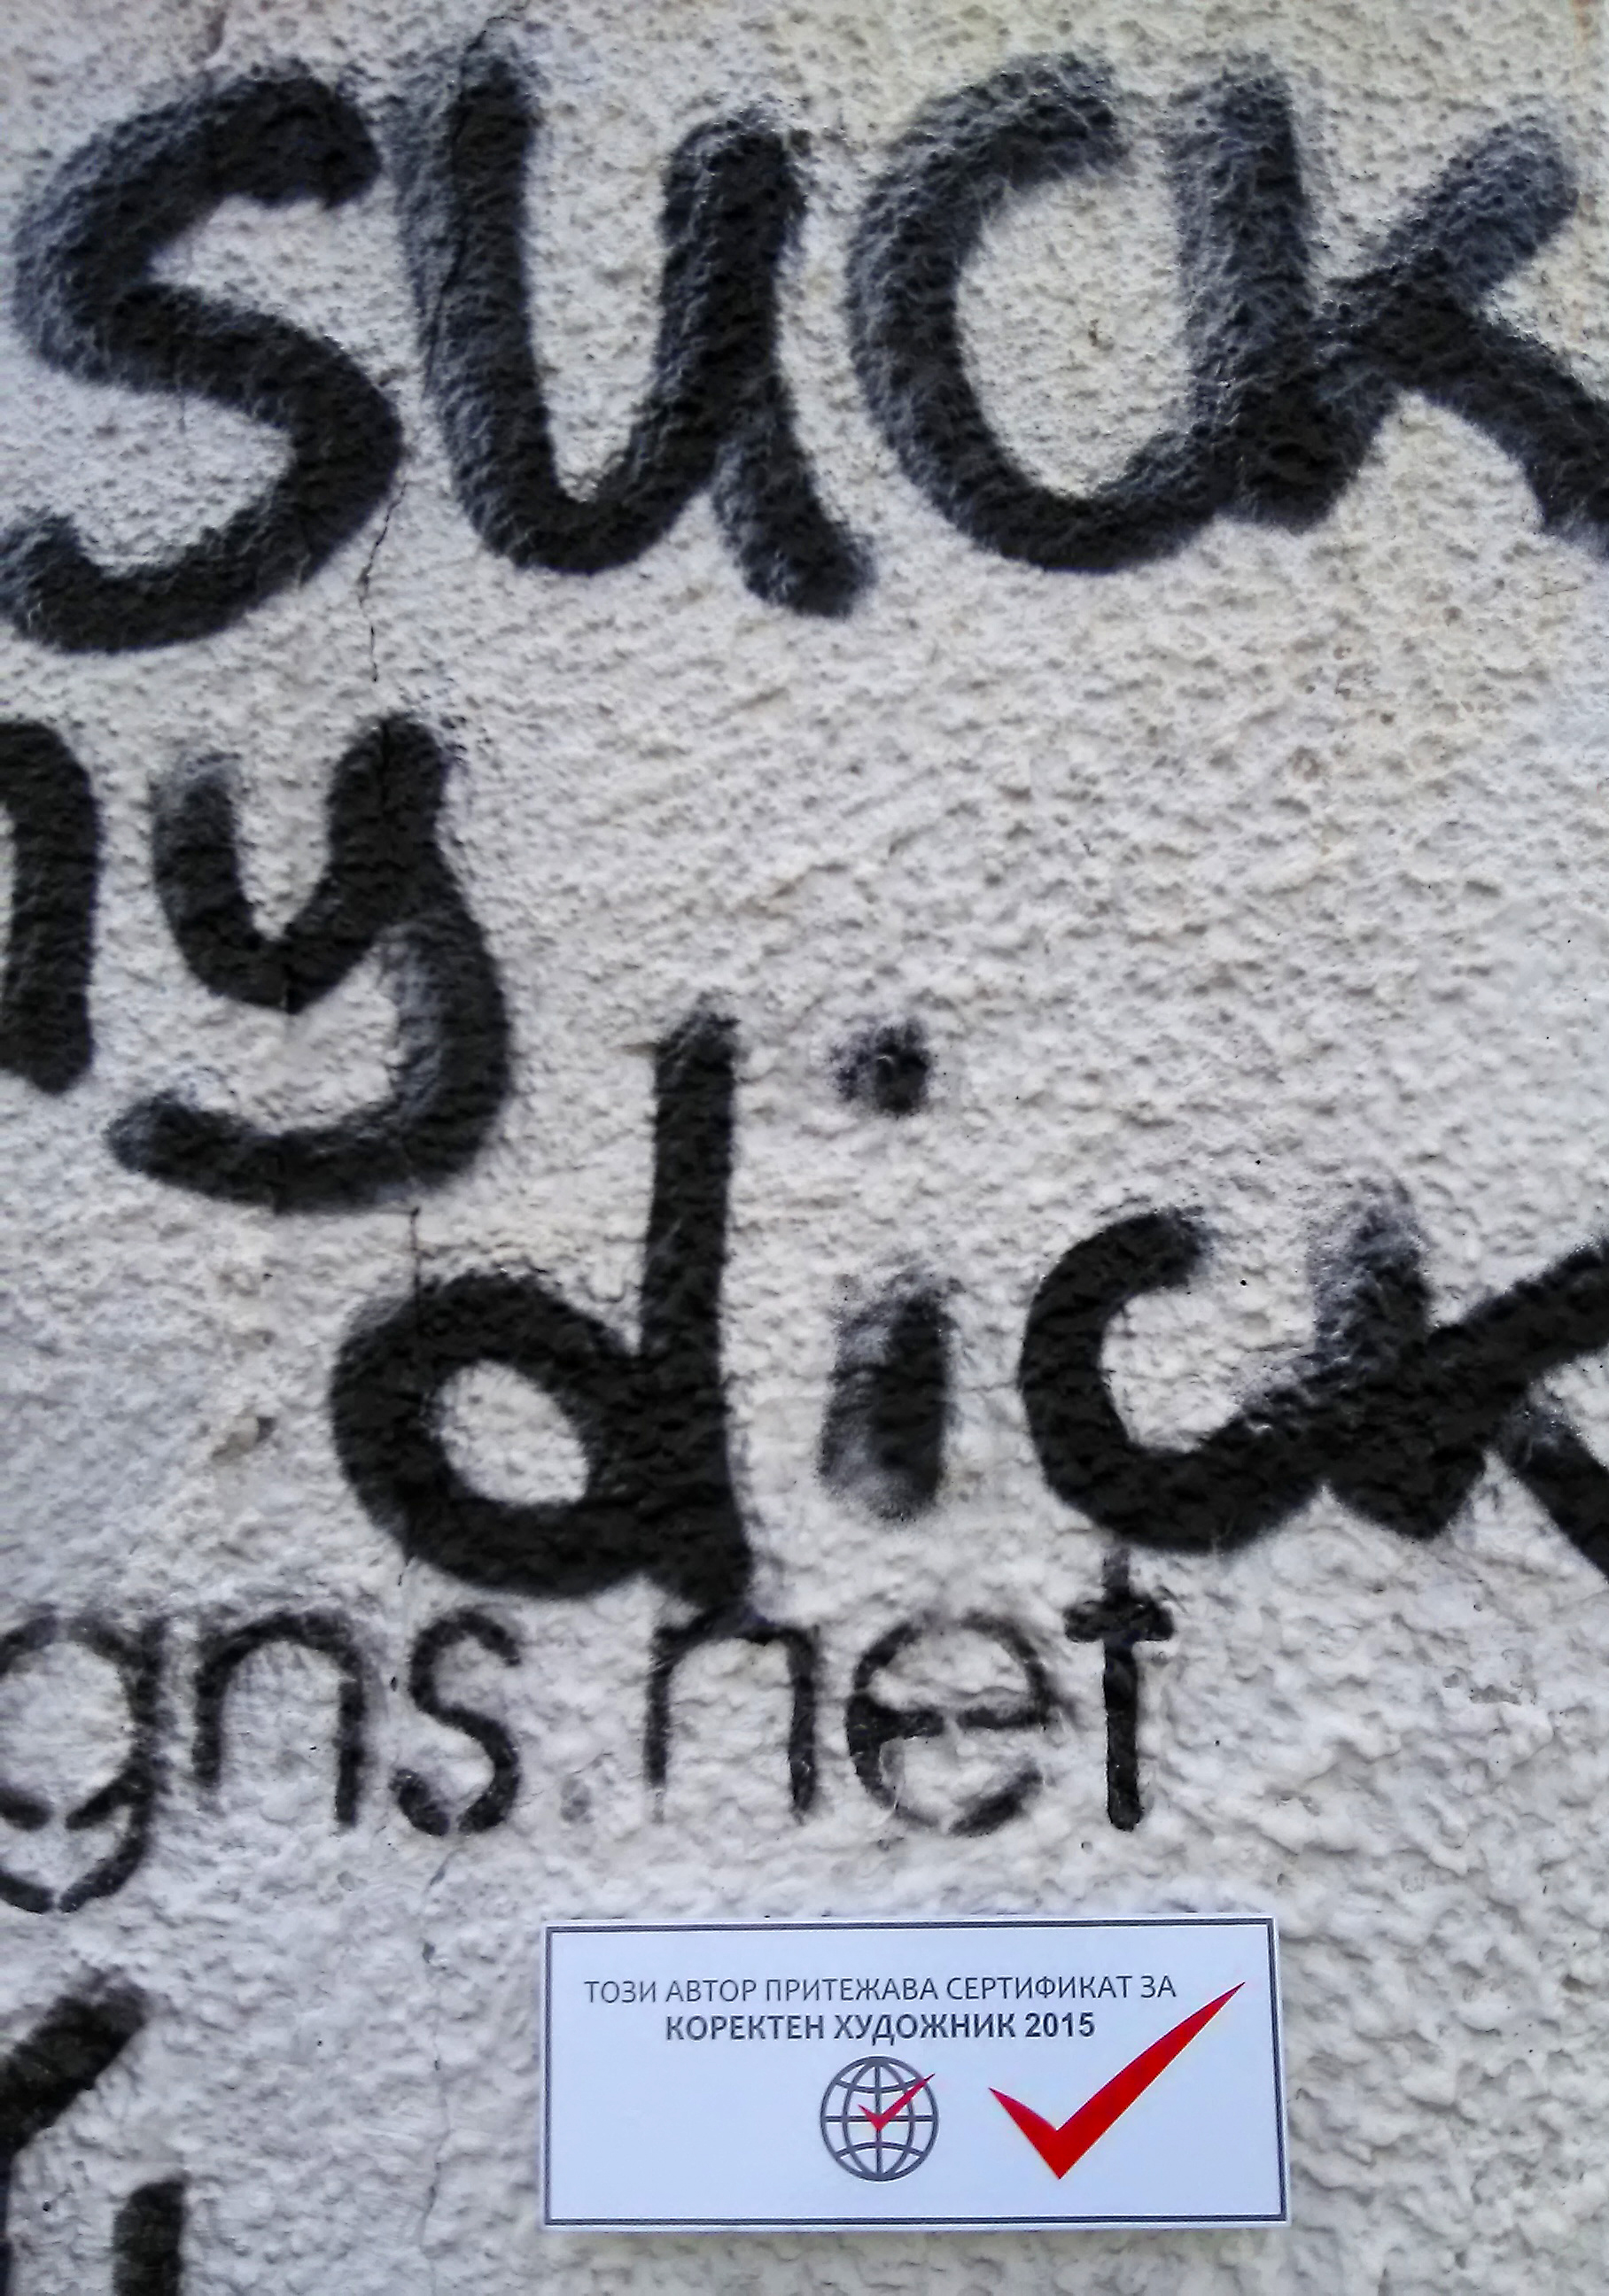 suck
my
dick
gns.net
ТОЗИ АВТОР ПРИТЕЖАВА СЕРТИФИКАТ ЗА
КОРЕКТЕН ХУДОЖНИК 2015